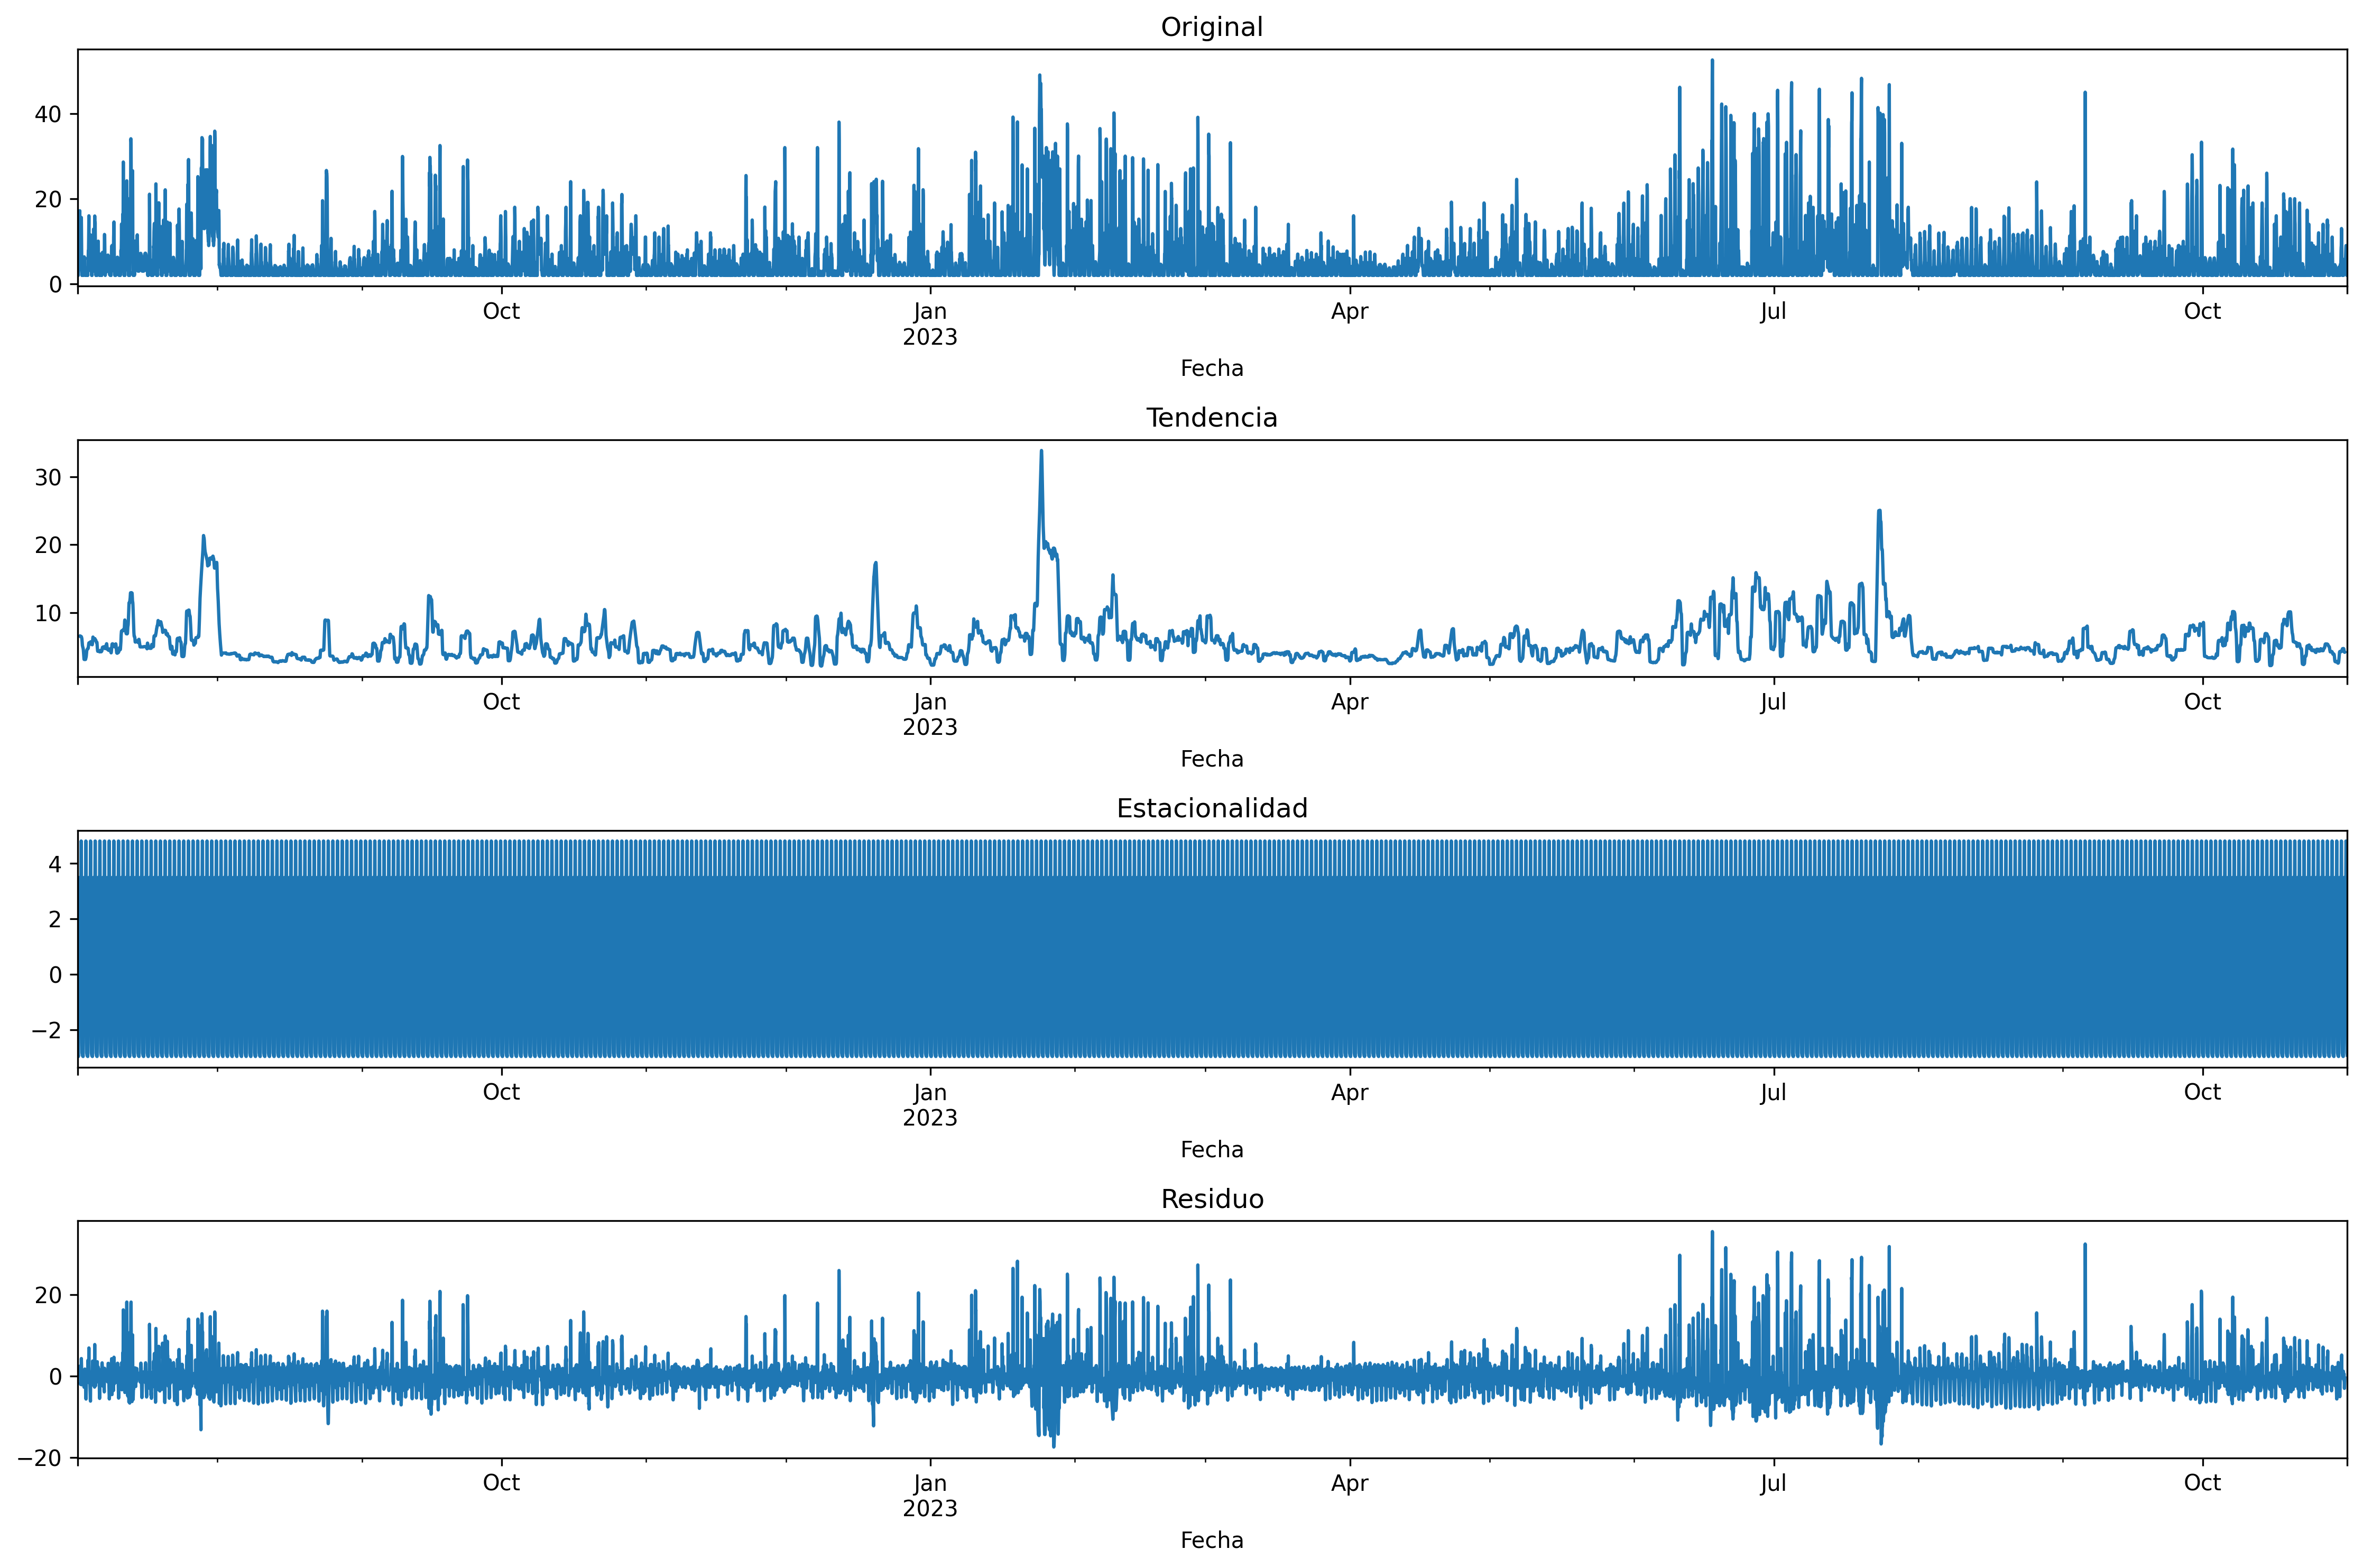 Original
40
20
0
Oct
Jan
2023
Apr
Jul
Oct
Fecha
Tendencia
30
20
10
Oct
Jan
2023
Apr
Jul
Oct
Fecha
Estacionalidad
4
2
0
−2
Oct
Jan
2023
Apr
Jul
Oct
Fecha
Residuo
20
0
−20
Oct
Jan
2023
Apr
Jul
Oct
Fecha